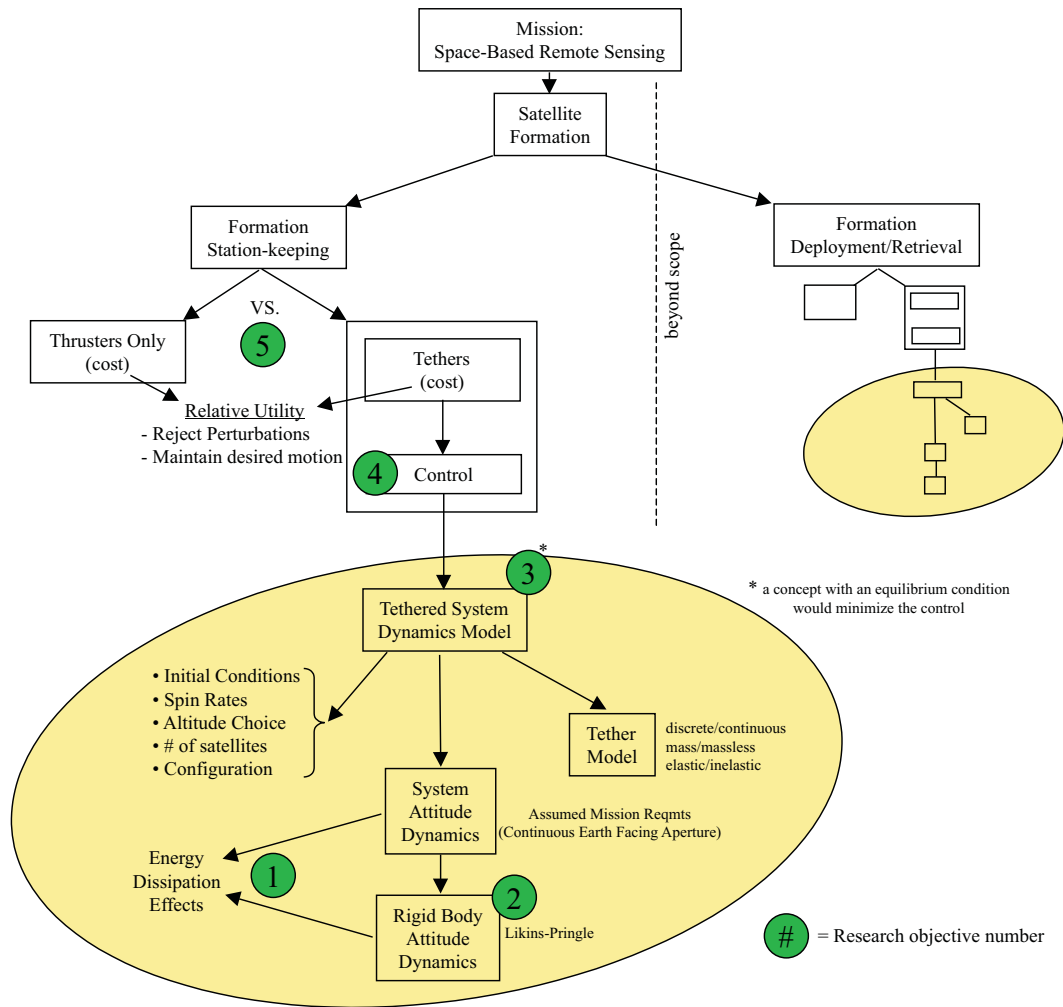 Mission:
Space-Based Remote Sensing
Satellite
Formation
Formation
Station-keeping
Formation
Deployment/Retrieval
beyond scope
VS.
5
Thrusters Only
(cost)
Tethers
(cost)
Relative Utility
- Reject Perturbations
- Maintain desired motion
4
Control
3
*
* a concept with an equilibrium condition
would minimize the control
Tethered System
Dynamics Model
• Initial Conditions
• Spin Rates
• Altitude Choice
• # of satellites
• Configuration
Tether
Model
discrete/continuous
mass/massless
elastic/inelastic
System
Attitude
Dynamics
Assumed Mission Reqmts
(Continuous Earth Facing Aperture)
Energy
Dissipation
Effects
1
2
Rigid Body
Attitude
Dynamics
Likins-Pringle
# = Research objective number